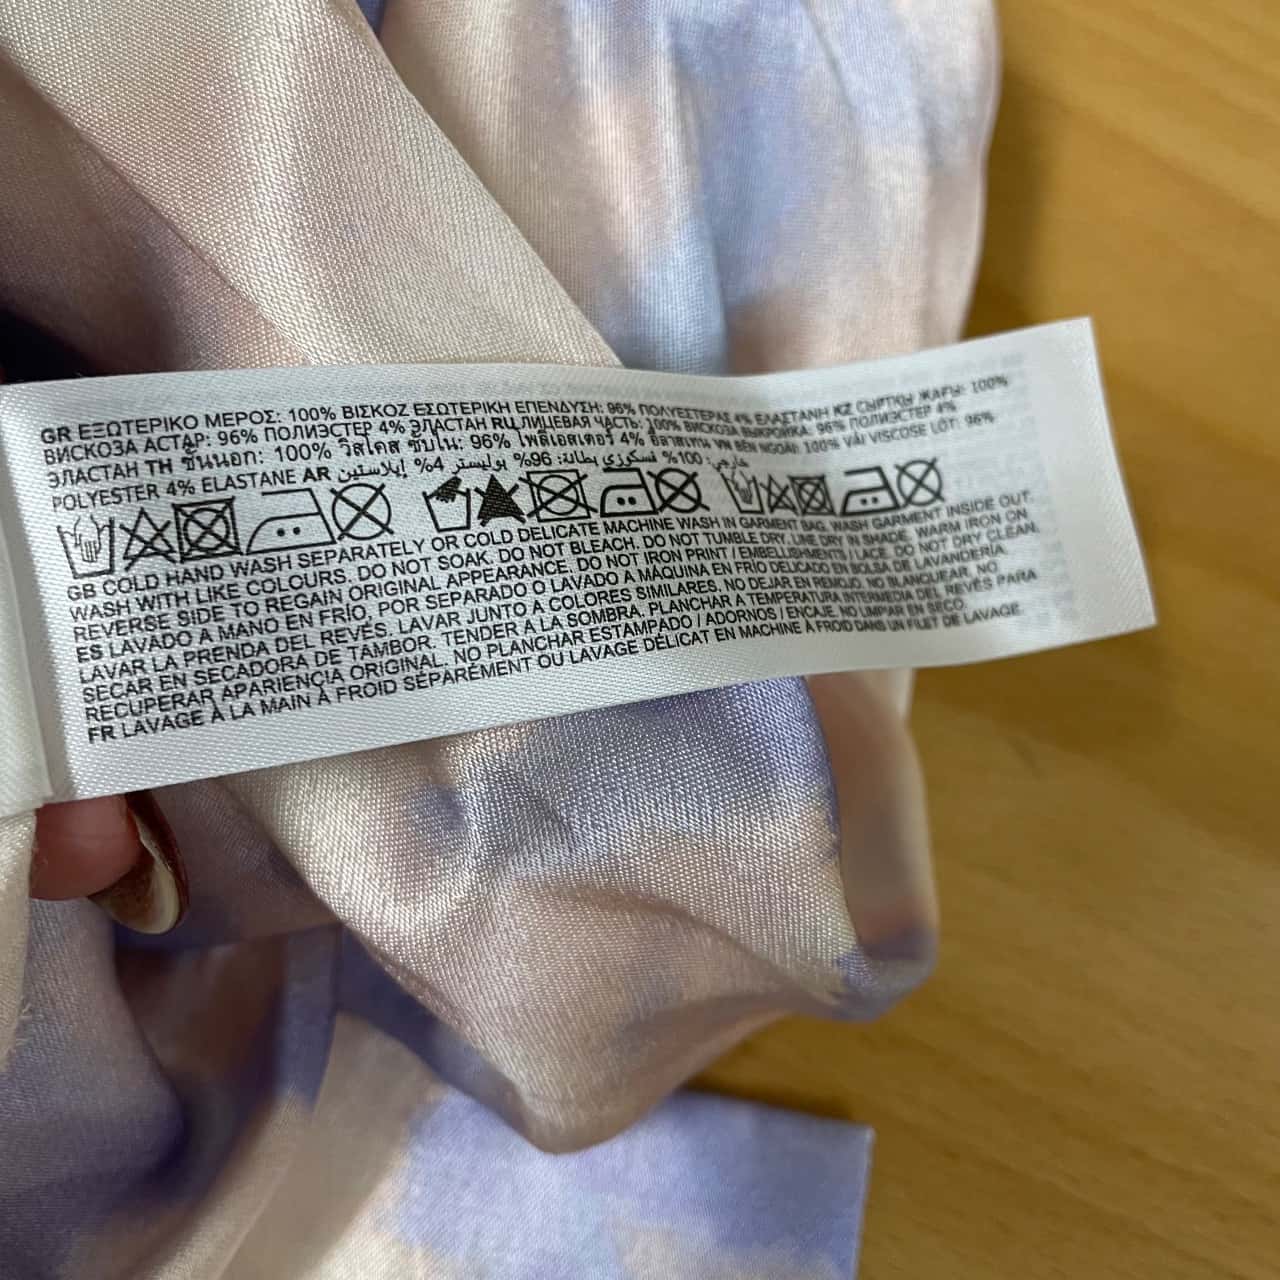 GR ΕΞΩΤΕΡΙΚΟ ΜΕΡΟΣ: 100% ΒΙΣΚΟΖ ΕΣΩΤΕΡΙΚΗ ΕΠΕΝΔΥΣΗ: 96% ΠΟΛΥΕΣΤΕΡΑΣ 4% ΕΛΑΣΤΑΝΗ KZ СЫРТҚЫ ЖАҒЫ: 100%
ВИСКОЗА АСТАР: 96% ПОЛИЭСТЕР 4% ЭЛАСТАН RU ЛИЦЕВАЯ ЧАСТЬ: 100% ВИСКОЗА ВЫКРОЙКА: 96% ПОЛИЭСТЕР 4%
ЭЛАСТАН TH ชั้นนอก: 100% วิสโคส ซับใน: 96% โพลีเอสเตอร์ 4% อีลาสเทน VN BÊN NGOÀI: 100% VẢI VISCOSE LÓT: 96%
POLYESTER 4% ELASTANE AR خارجي: 100% فسكوزي بطانة: 96% بوليستر 4% إيلاستين
GB COLD HAND WASH SEPARATELY OR COLD DELICATE MACHINE WASH IN GARMENT BAG. WASH GARMENT INSIDE OUT.
WASH WITH LIKE COLOURS. DO NOT SOAK. DO NOT BLEACH. DO NOT TUMBLE DRY. LINE DRY IN SHADE. WARM IRON ON
REVERSE SIDE TO REGAIN ORIGINAL APPEARANCE. DO NOT IRON PRINT / EMBELLISHMENTS / LACE. DO NOT DRY CLEAN.
ES LAVADO A MANO EN FRÍO, POR SEPARADO O LAVADO A MÁQUINA EN FRÍO DELICADO EN BOLSA DE LAVANDERÍA.
LAVAR LA PRENDA DEL REVÉS. LAVAR JUNTO A COLORES SIMILARES. NO DEJAR EN REMOJO. NO BLANQUEAR. NO
SECAR EN SECADORA DE TAMBOR. TENDER A LA SOMBRA. PLANCHAR A TEMPERATURA INTERMEDIA DEL REVÉS PARA
RECUPERAR APARIENCIA ORIGINAL. NO PLANCHAR ESTAMPADO / ADORNOS / ENCAJE. NO LIMPIAR EN SECO.
FR LAVAGE À LA MAIN À FROID SÉPARÉMENT OU LAVAGE DÉLICAT EN MACHINE À FROID DANS UN FILET DE LAVAGE.